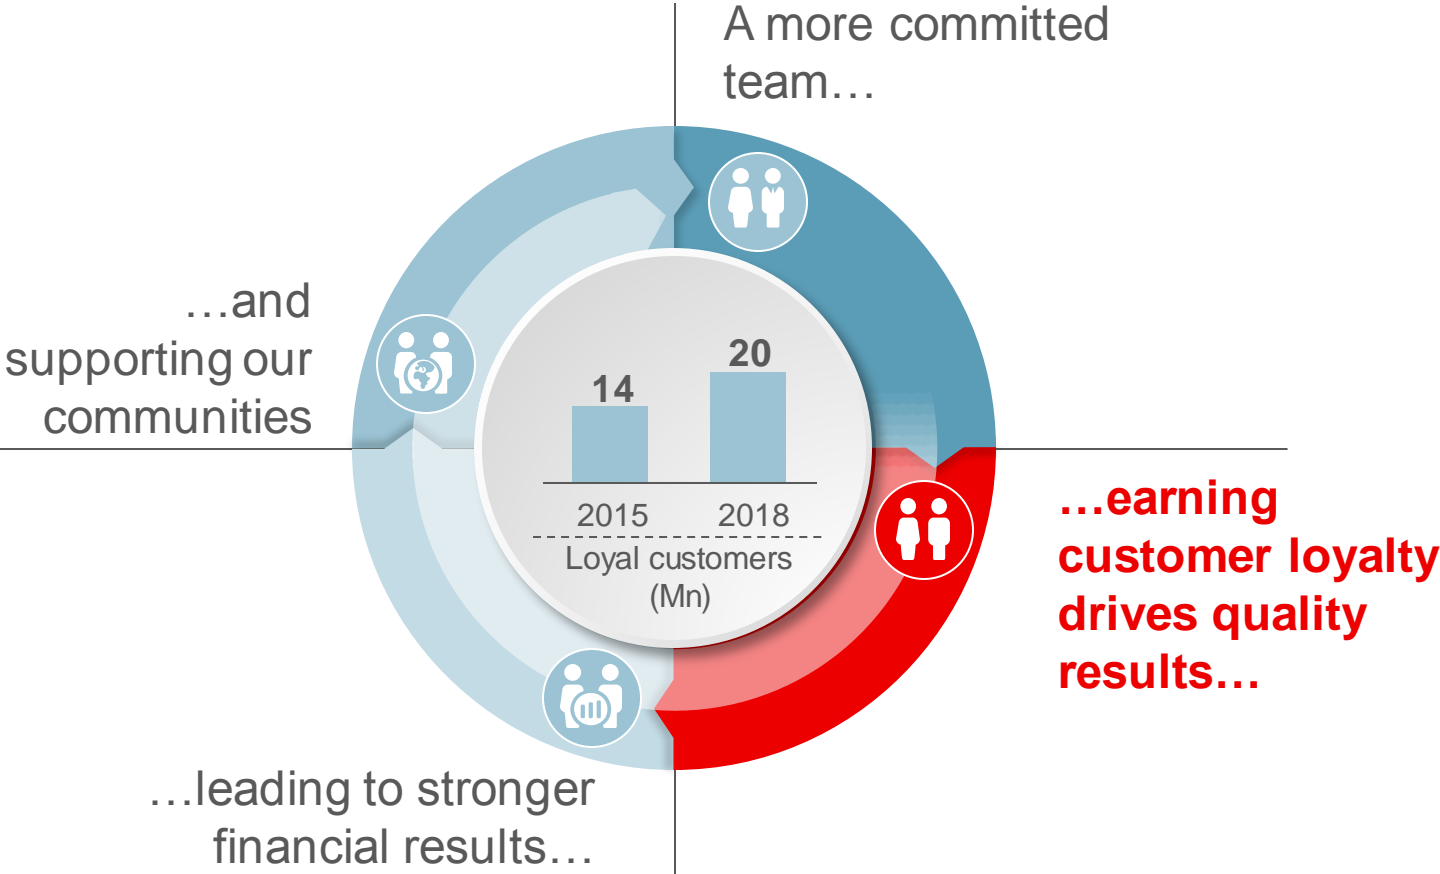 A more committed
team…
…and
supporting our
communities
20
14
2015 2018
Loyal customers
(Mn)
…earning
customer loyalty
drives quality
results…
…leading to stronger
financial results…